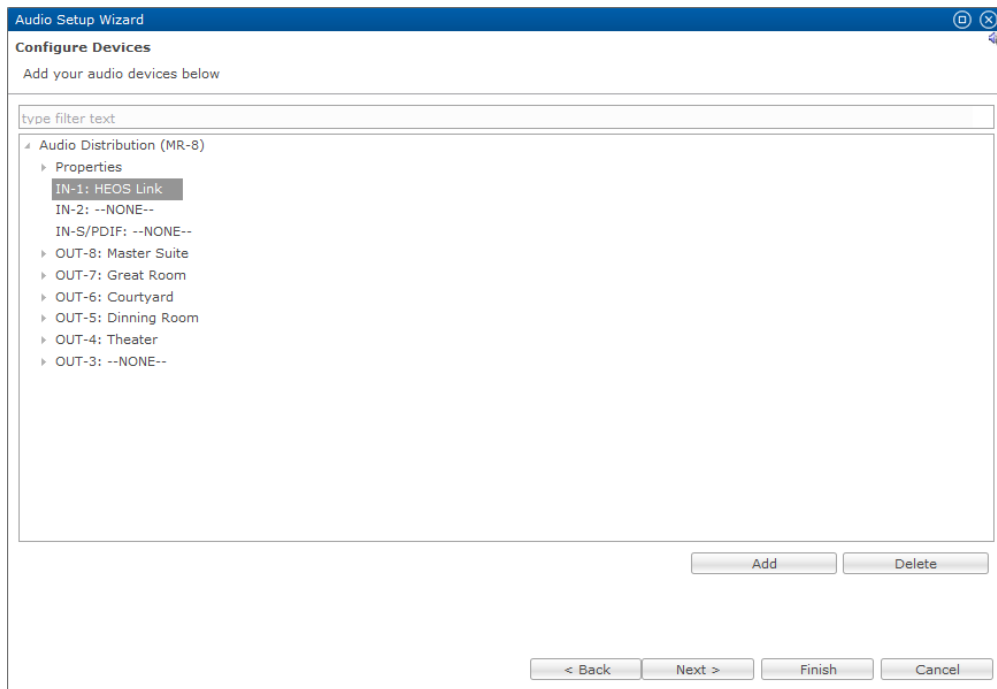 Audio Setup Wizard
Configure Devices
Add your audio devices below
type filter text
Audio Distribution (MR-8)
Properties
IN-1: HEOS Link
IN-2: --NONE--
IN-S/PDIF: --NONE--
OUT-8: Master Suite
OUT-7: Great Room
OUT-6: Courtyard
OUT-5: Dinning Room
OUT-4: Theater
OUT-3: --NONE--
Add Delete
< Back Next > Finish Cancel